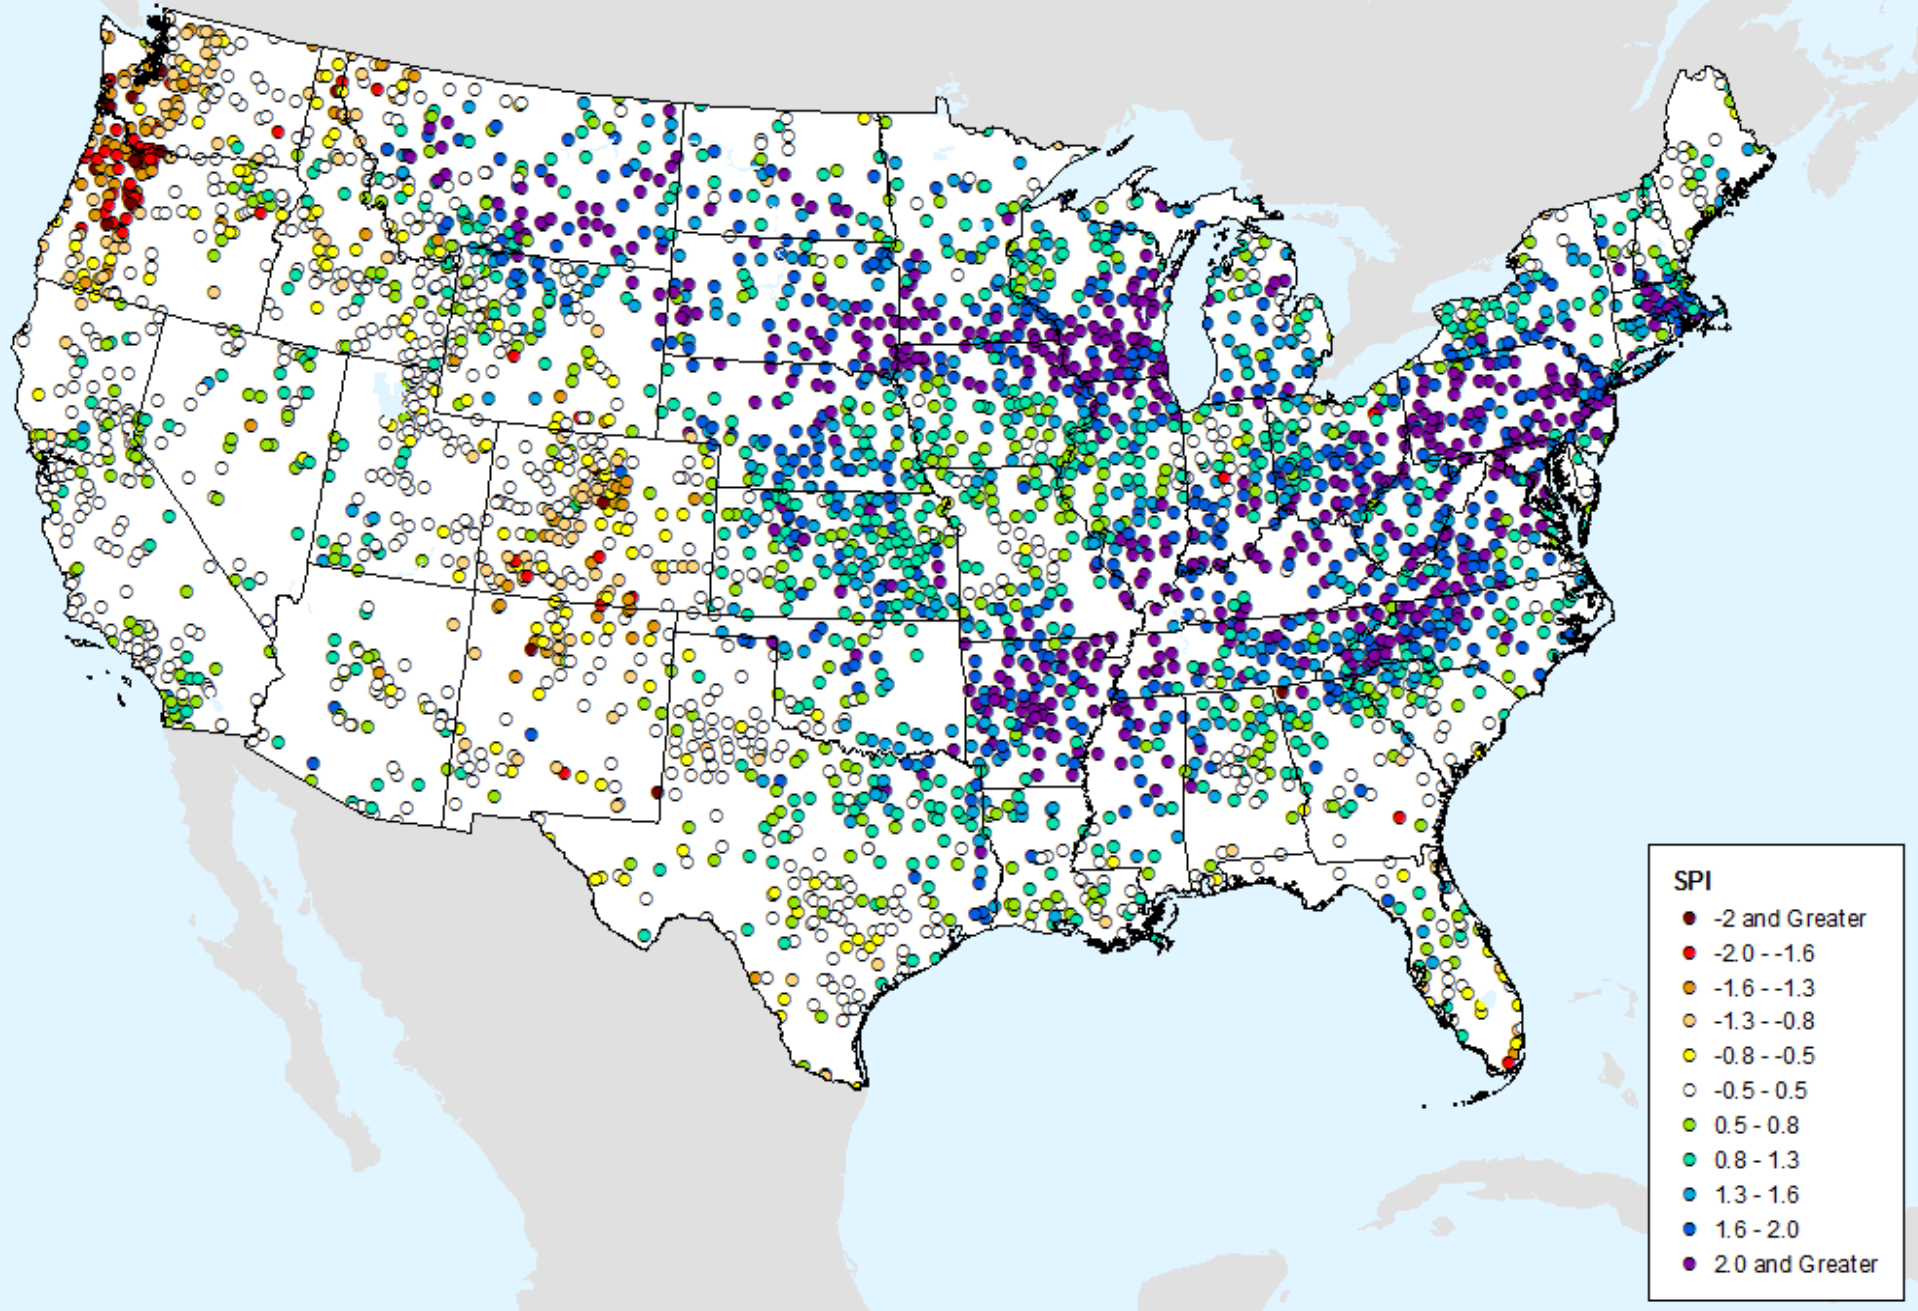 SPI
-2 and Greater
-2.0 - -1.6
-1.6 - -1.3
-1.3 - -0.8
-0.8 - -0.5
-0.5 - 0.5
0.5 - 0.8
0.8 - 1.3
1.3 - 1.6
1.6 - 2.0
2.0 and Greater